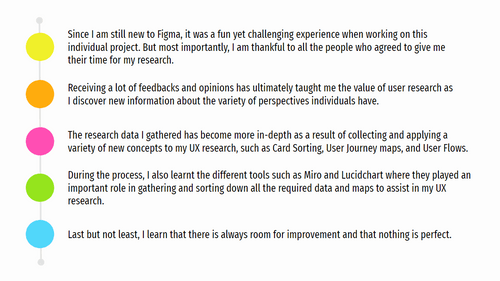 Since I am still new to Figma, it was a fun yet challenging experience when working on this
individual project. But most importantly, I am thankful to all the people who agreed to give me
their time for my research.
Receiving a lot of feedbacks and opinions has ultimately taught me the value of user research as
I discover new information about the variety of perspectives individuals have.
The research data I gathered has become more in-depth as a result of collecting and applying a
variety of new concepts to my UX research, such as Card Sorting, User Journey maps, and User Flows.
During the process, I also learnt the different tools such as Miro and Lucidchart where they played an
important role in gathering and sorting down all the required data and maps to assist in my UX
research.
Last but not least, I learn that there is always room for improvement and that nothing is perfect.